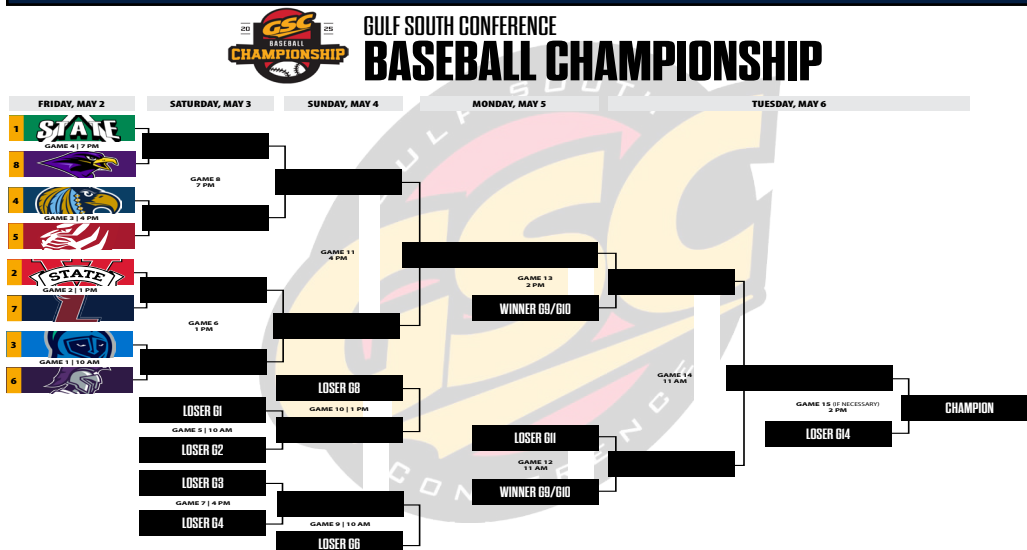 20 GSC 25
BASEBALL
CHAMPIONSHIP
GULF SOUTH CONFERENCE
BASEBALL CHAMPIONSHIP
FRIDAY, MAY 2
SATURDAY, MAY 3
SUNDAY, MAY 4
MONDAY, MAY 5
TUESDAY, MAY 6
1
STATE
GAME 4 | 7 PM
8
GAME 8
7 PM
4
GAME 3 | 4 PM
5
GAME 11
4 PM
2
STATE
GAME 2 | 1 PM
7
L
GAME 6
1 PM
3
GAME 1 | 10 AM
6
GAME 13
2 PM
WINNER G9/G10
LOSER G8
GAME 10 | 1 PM
LOSER G1
GAME 5 | 10 AM
LOSER G2
LOSER G3
GAME 7 | 4 PM
LOSER G4
GAME 9 | 10 AM
LOSER G6
LOSER G11
GAME 12
11 AM
WINNER G9/G10
GAME 14
11 AM
GAME 15 (IF NECESSARY)
2 PM
LOSER G14
CHAMPION
GULF SOUTH
GSC
CONFERENCE